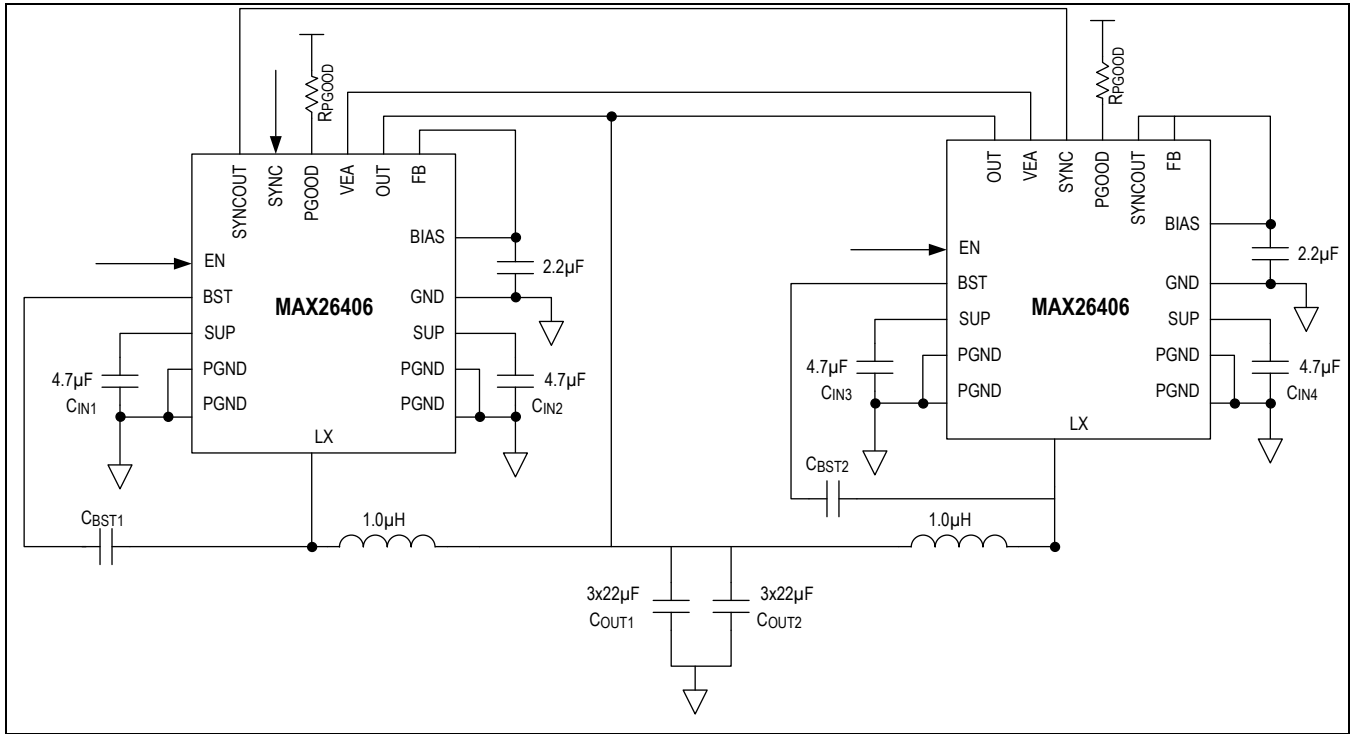 RPGOOD
RPGOOD
SYNCOUT
SYNC
PGOOD
VEA
OUT
FB
BIAS
2.2µF
EN
BST
GND
MAX26406
SUP
SUP
4.7µF
CIN1
PGND
PGND
4.7µF
CIN2
PGND
PGND
LX
OUT
VEA
SYNC
PGOOD
SYNCOUT
FB
BIAS
2.2µF
EN
BST
GND
MAX26406
SUP
SUP
4.7µF
CIN3
PGND
PGND
4.7µF
CIN4
PGND
PGND
LX
CBST1
1.0µH
CBST2
1.0µH
3x22µF
COUT1
3x22µF
COUT2